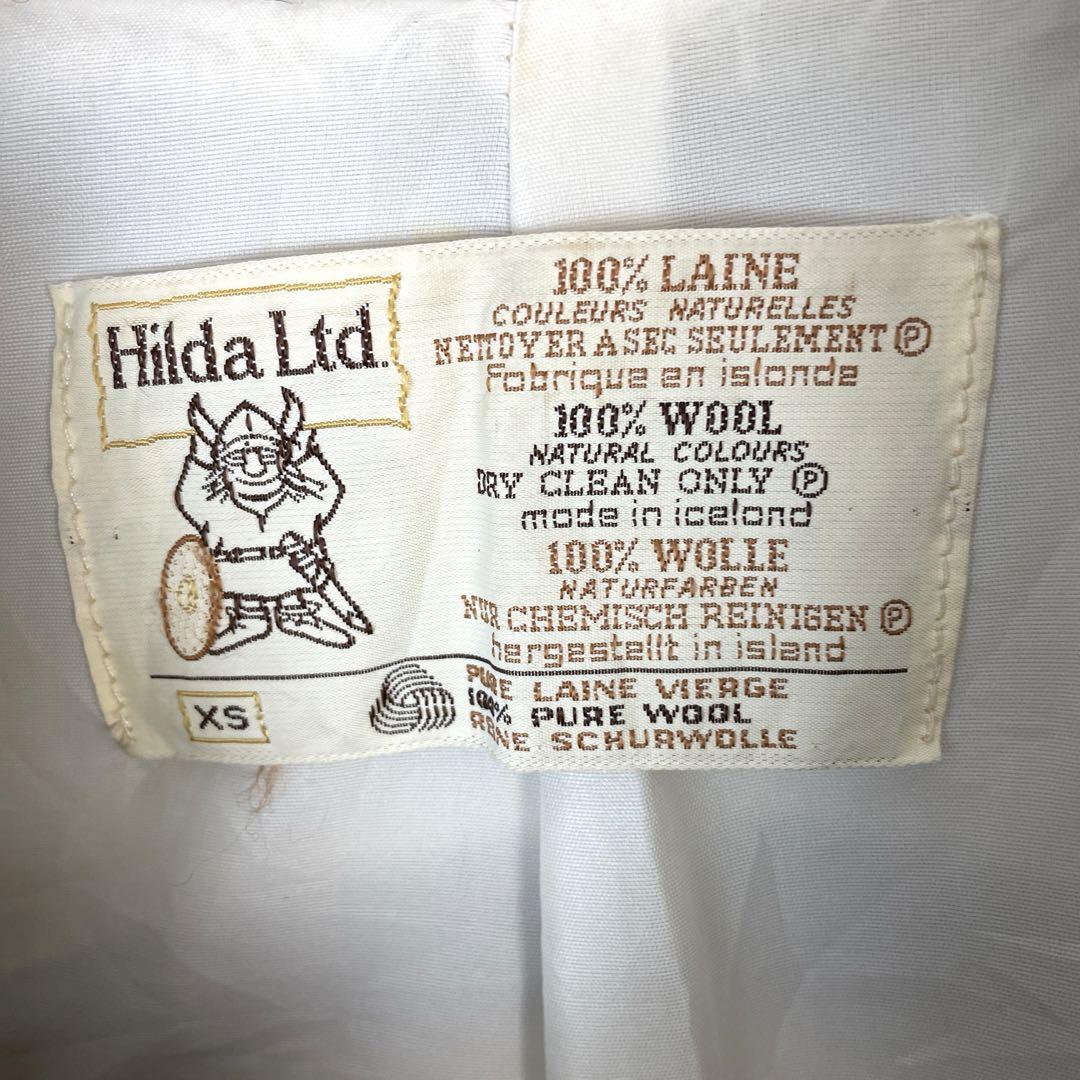 Hilda Ltd.
XS
100% LAINE
COULEURS NATURELLES
NETTOYER A SEC SEULEMENT Ⓟ
Fabrique en islande
100% WOOL
NATURAL COLOURS
DRY CLEAN ONLY Ⓟ
made in iceland
100% WOLLE
NATURFARBEN
NUR CHEMISCH REINIGEN Ⓟ
hergestellt in island
PURE LAINE VIERGE
100% PURE WOOL
REINE SCHURWOLLE